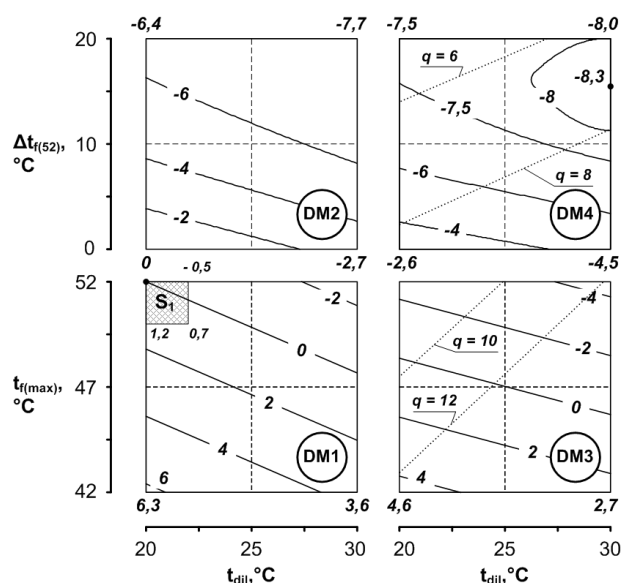 -6,4 -7,7 -7,5 -8,0
20
q = 6
-8,3
-6
-8
-7,5
Δt_f(52),
°C
10
-4
-6
q = 8
-2
DM2
-4
DM4
0
0 -2,7 -2,6 -4,5
- 0,5
52
S₁
-2
-4
1,2 0,7
q = 10
-2
0
t_f(max),
°C
47
2
q = 12
0
4
DM1
2
DM3
6
4
42
6,3 3,6 4,6 2,7
20 25 30 20 25 30
t_dil,°C t_dil,°C